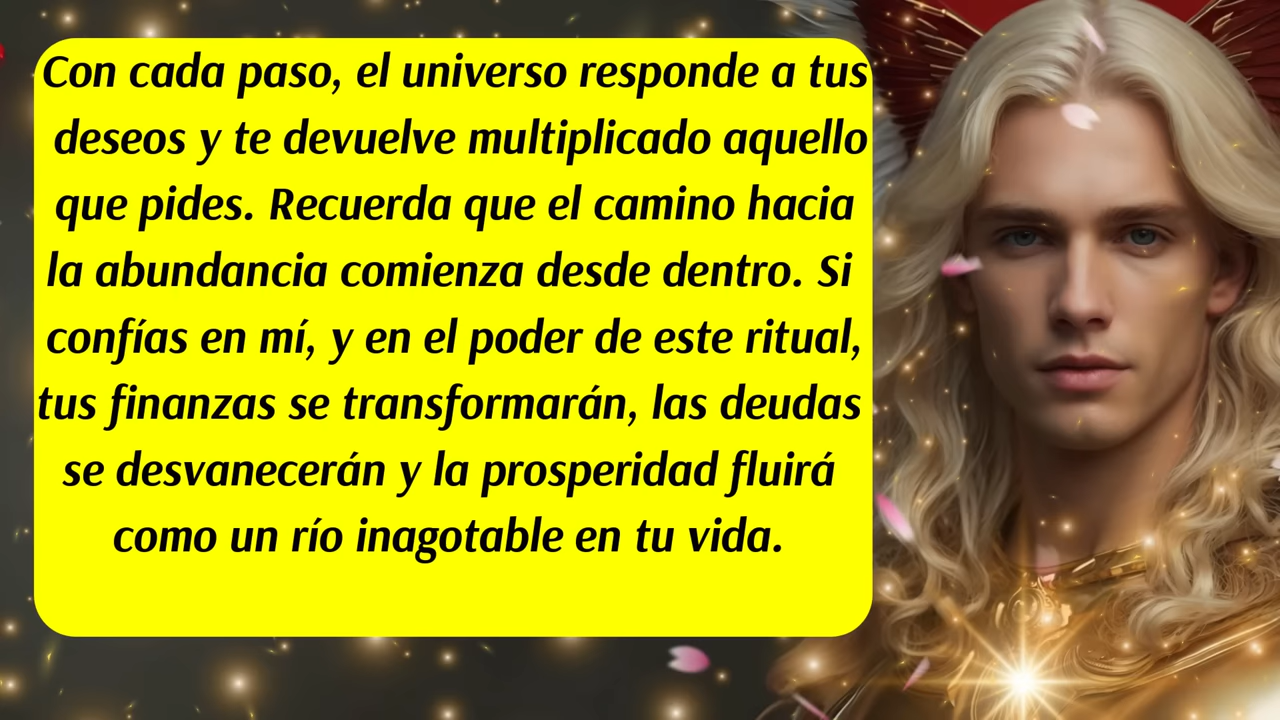 Con cada paso, el universo responde a tus
deseos y te devuelve multiplicado aquello
que pides. Recuerda que el camino hacia
la abundancia comienza desde dentro. Si
confías en mí, y en el poder de este ritual,
tus finanzas se transformarán, las deudas
se desvanecerán y la prosperidad fluirá
como un río inagotable en tu vida.